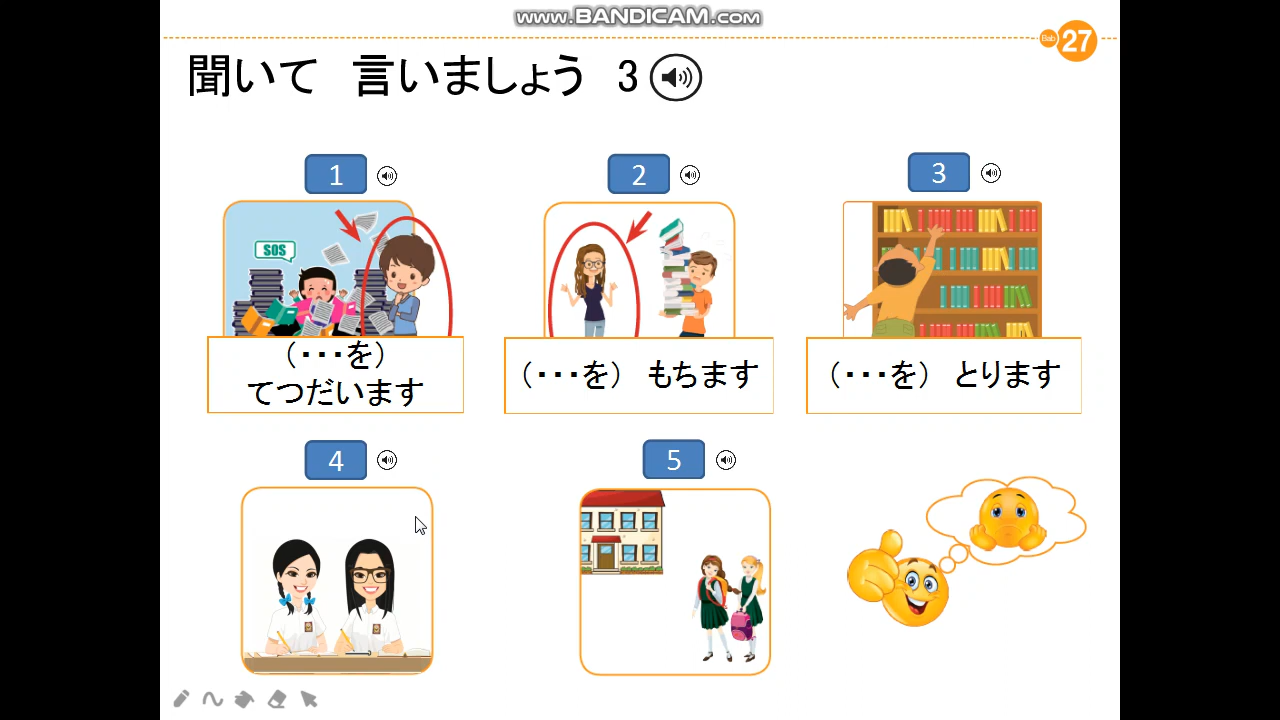 www.BANDICAM.com
Bab 27
聞いて 言いましょう 3
1
2
3
SOS
(・・・を)
てつだいます
(・・・を) もちます
(・・・を) とります
4
5